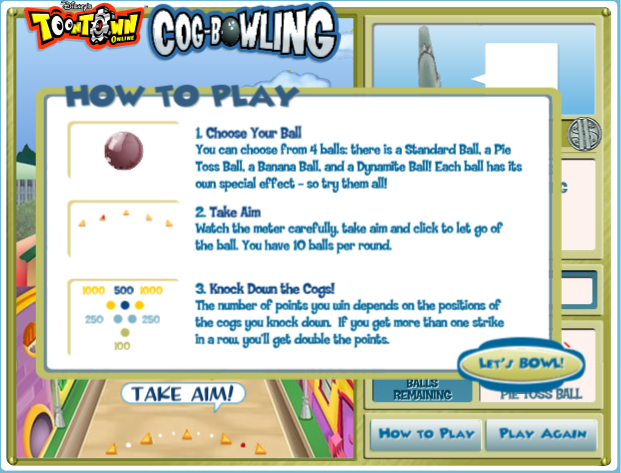 Disney's
TOONTOWN
ONLINE
COG-BOWLING
HOW TO PLAY
1. Choose Your Ball
You can choose from 4 balls: there is a Standard Ball, a Pie
Toss Ball, a Banana Ball, and a Dynamite Ball! Each ball has its
own special effect - so try them all!
2. Take Aim
Watch the meter carefully, take aim and click to let go of
the ball. You have 10 balls per round.
1000 500 1000
250 250
100
3. Knock Down the Cogs!
The number of points you win depends on the positions of
the cogs you knock down. If you get more than one strike
in a row, you'll get double the points.
LET'S BOWL!
TAKE AIM!
BALLS
REMAINING
PIE TOSS BALL
HOW TO PLAY
PLAY AGAIN